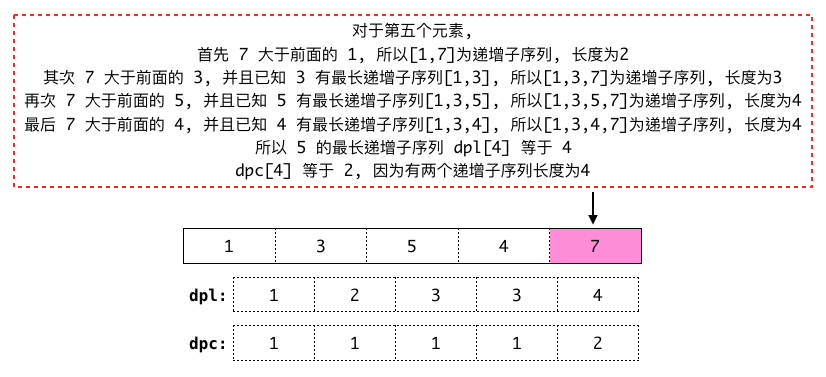 对于第五个元素,
首先 7 大于前面的 1, 所以[1,7]为递增子序列, 长度为2
其次 7 大于前面的 3, 并且已知 3 有最长递增子序列[1,3], 所以[1,3,7]为递增子序列, 长度为3
再次 7 大于前面的 5, 并且已知 5 有最长递增子序列[1,3,5], 所以[1,3,5,7]为递增子序列, 长度为4
最后 7 大于前面的 4, 并且已知 4 有最长递增子序列[1,3,4], 所以[1,3,4,7]为递增子序列, 长度为4
所以 5 的最长递增子序列 dpl[4] 等于 4
dpc[4] 等于 2, 因为有两个递增子序列长度为4
1 3 5 4 7
dpl: 1 2 3 3 4
dpc: 1 1 1 1 2